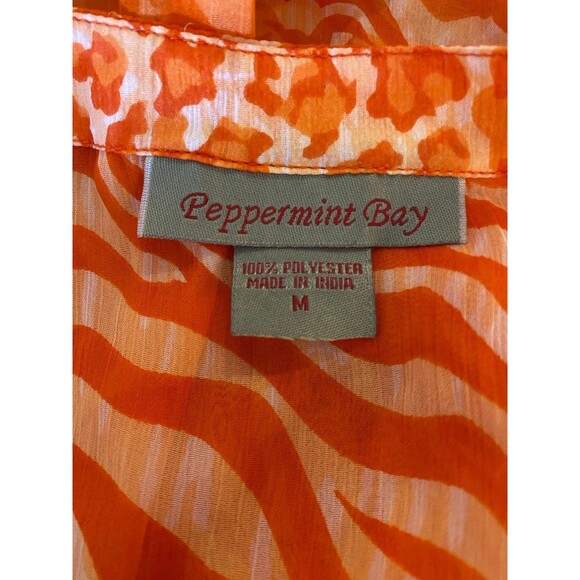 Peppermint Bay
100% POLYESTER
MADE IN INDIA
M